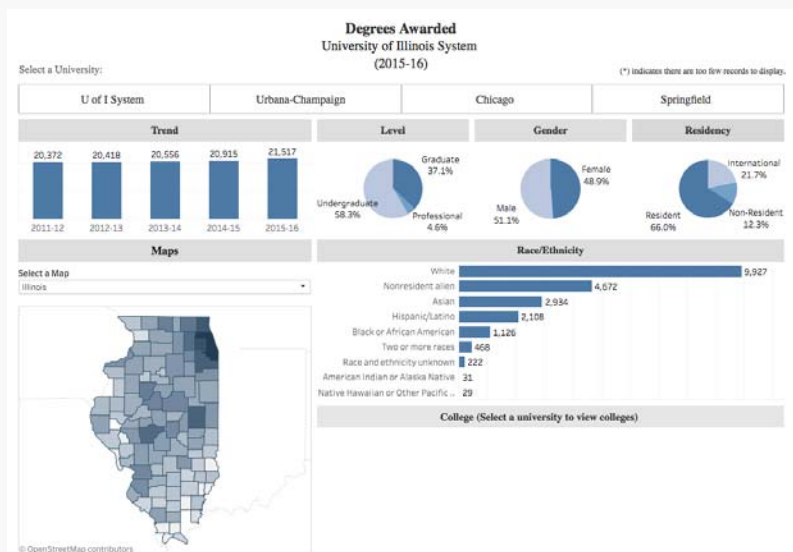 Degrees Awarded
University of Illinois System
(2015-16)
Select a University:
(*) indicates there are too few records to display.
U of I System
Urbana-Champaign
Chicago
Springfield
Trend
20,372
20,418
20,556
20,915
21,517
2011-12
2012-13
2013-14
2014-15
2015-16
Level
Graduate
37.1%
Undergraduate
58.3%
Professional
4.6%
Gender
Female
48.9%
Male
51.1%
Residency
International
21.7%
Resident
66.0%
Non-Resident
12.3%
Maps
Select a Map
Illinois
© OpenStreetMap contributors
Race/Ethnicity
White 9,927
Nonresident alien 4,672
Asian 2,934
Hispanic/Latino 2,108
Black or African American 1,126
Two or more races 468
Race and ethnicity unknown 222
American Indian or Alaska Native 31
Native Hawaiian or Other Pacific .. 29
College (Select a university to view colleges)